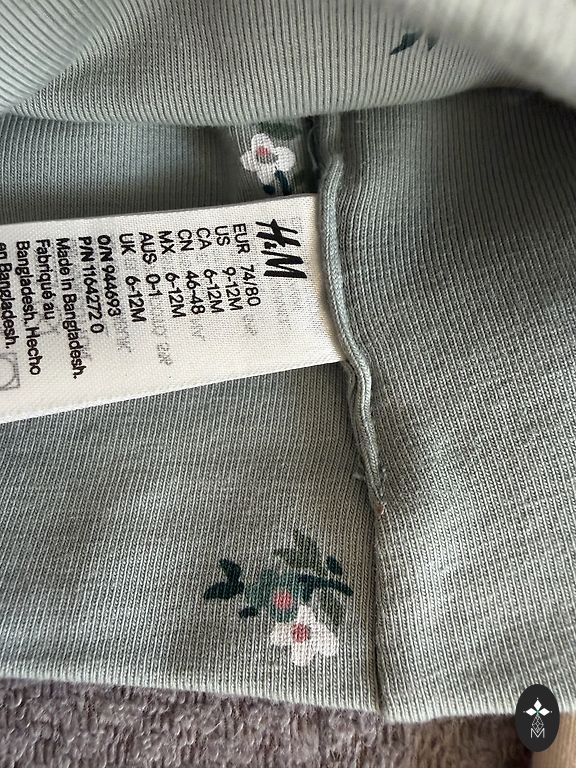 H&M
EUR 74/80
US 9-12M
CA 6-12M
CN 46-48
MX 6-12M
AUS 0-1
UK 6-12M
O/N 944693
P/N 1164272 0
Made in Bangladesh.
Fabriqué au
Bangladesh. Hecho
en Bangladesh.
M